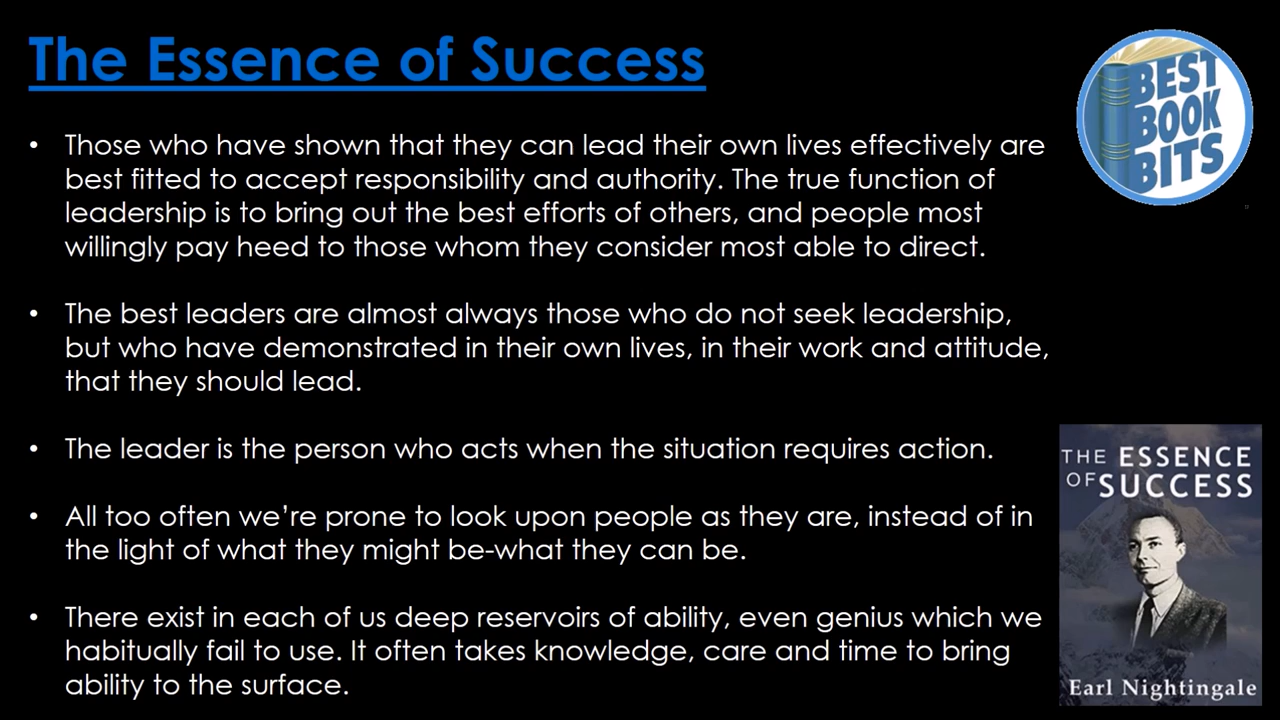 The Essence of Success
BEST
BOOK
BITS
• Those who have shown that they can lead their own lives effectively are
best fitted to accept responsibility and authority. The true function of
leadership is to bring out the best efforts of others, and people most
willingly pay heed to those whom they consider most able to direct.
• The best leaders are almost always those who do not seek leadership,
but who have demonstrated in their own lives, in their work and attitude,
that they should lead.
• The leader is the person who acts when the situation requires action.
• All too often we're prone to look upon people as they are, instead of in
the light of what they might be-what they can be.
• There exist in each of us deep reservoirs of ability, even genius which we
habitually fail to use. It often takes knowledge, care and time to bring
ability to the surface.
THE ESSENCE
OF SUCCESS
Earl Nightingale